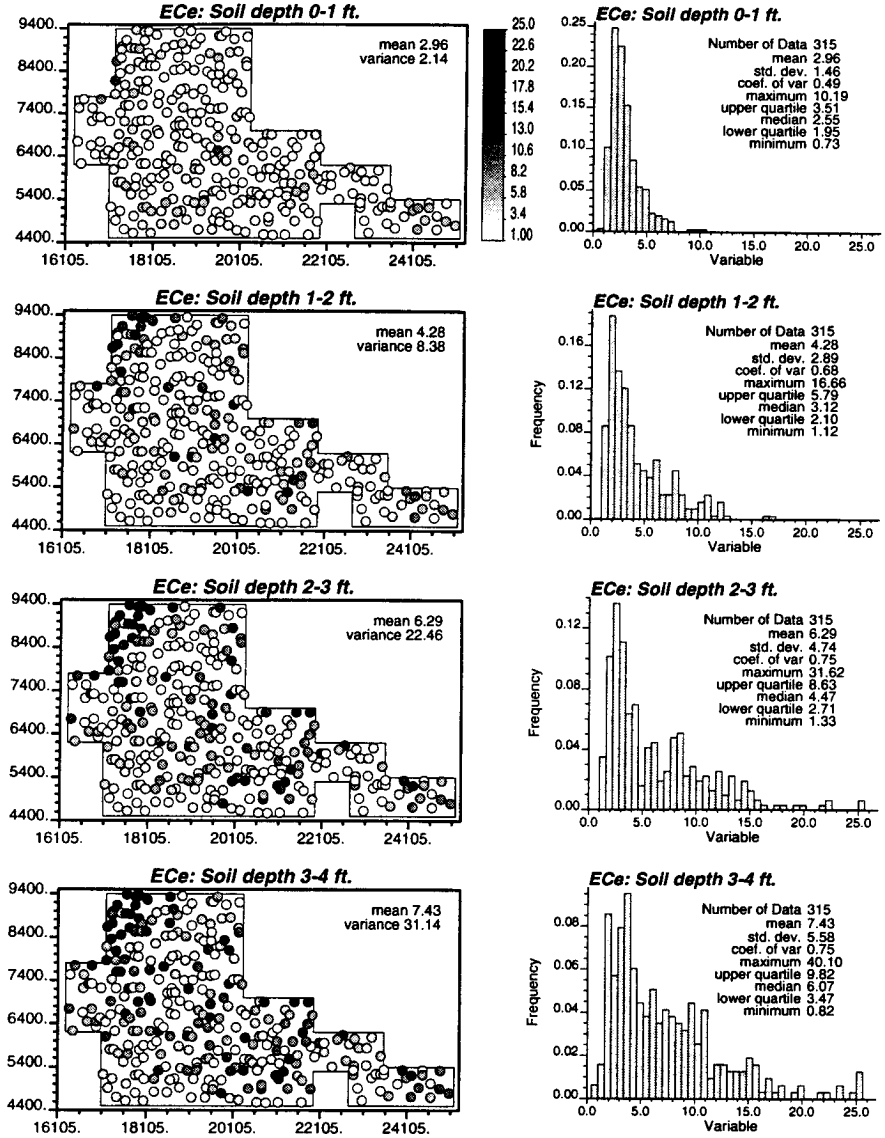 ECe: Soil depth 0-1 ft.
9400.
8400.
7400.
6400.
5400.
4400.
16105. 18105. 20105. 22105. 24105.
mean 2.96
variance 2.14
25.0
22.6
20.2
17.8
15.4
13.0
10.6
8.2
5.8
3.4
1.00
ECe: Soil depth 0-1 ft.
0.25
0.20
0.15
0.10
0.05
0.00
0.0 5.0 10.0 15.0 20.0 25.0
Variable
Number of Data 315
mean 2.96
std. dev. 1.46
coef. of var 0.49
maximum 10.19
upper quartile 3.51
median 2.55
lower quartile 1.95
minimum 0.73
ECe: Soil depth 1-2 ft.
9400.
8400.
7400.
6400.
5400.
4400.
16105. 18105. 20105. 22105. 24105.
mean 4.28
variance 8.38
ECe: Soil depth 1-2 ft.
Frequency
0.16
0.12
0.08
0.04
0.00
0.0 5.0 10.0 15.0 20.0 25.0
Variable
Number of Data 315
mean 4.28
std. dev. 2.89
coef. of var 0.68
maximum 16.66
upper quartile 5.79
median 3.12
lower quartile 2.10
minimum 1.12
ECe: Soil depth 2-3 ft.
9400.
8400.
7400.
6400.
5400.
4400.
16105. 18105. 20105. 22105. 24105.
mean 6.29
variance 22.46
ECe: Soil depth 2-3 ft.
Frequency
0.12
0.08
0.04
0.00
0.0 5.0 10.0 15.0 20.0 25.0
Variable
Number of Data 315
mean 6.29
std. dev. 4.74
coef. of var 0.75
maximum 31.62
upper quartile 8.63
median 4.47
lower quartile 2.71
minimum 1.33
ECe: Soil depth 3-4 ft.
9400.
8400.
7400.
6400.
5400.
4400.
16105. 18105. 20105. 22105. 24105.
mean 7.43
variance 31.14
ECe: Soil depth 3-4 ft.
Frequency
0.08
0.06
0.04
0.02
0.00
0.0 5.0 10.0 15.0 20.0 25.0
Variable
Number of Data 315
mean 7.43
std. dev. 5.58
coef. of var 0.75
maximum 40.10
upper quartile 9.82
median 6.07
lower quartile 3.47
minimum 0.82